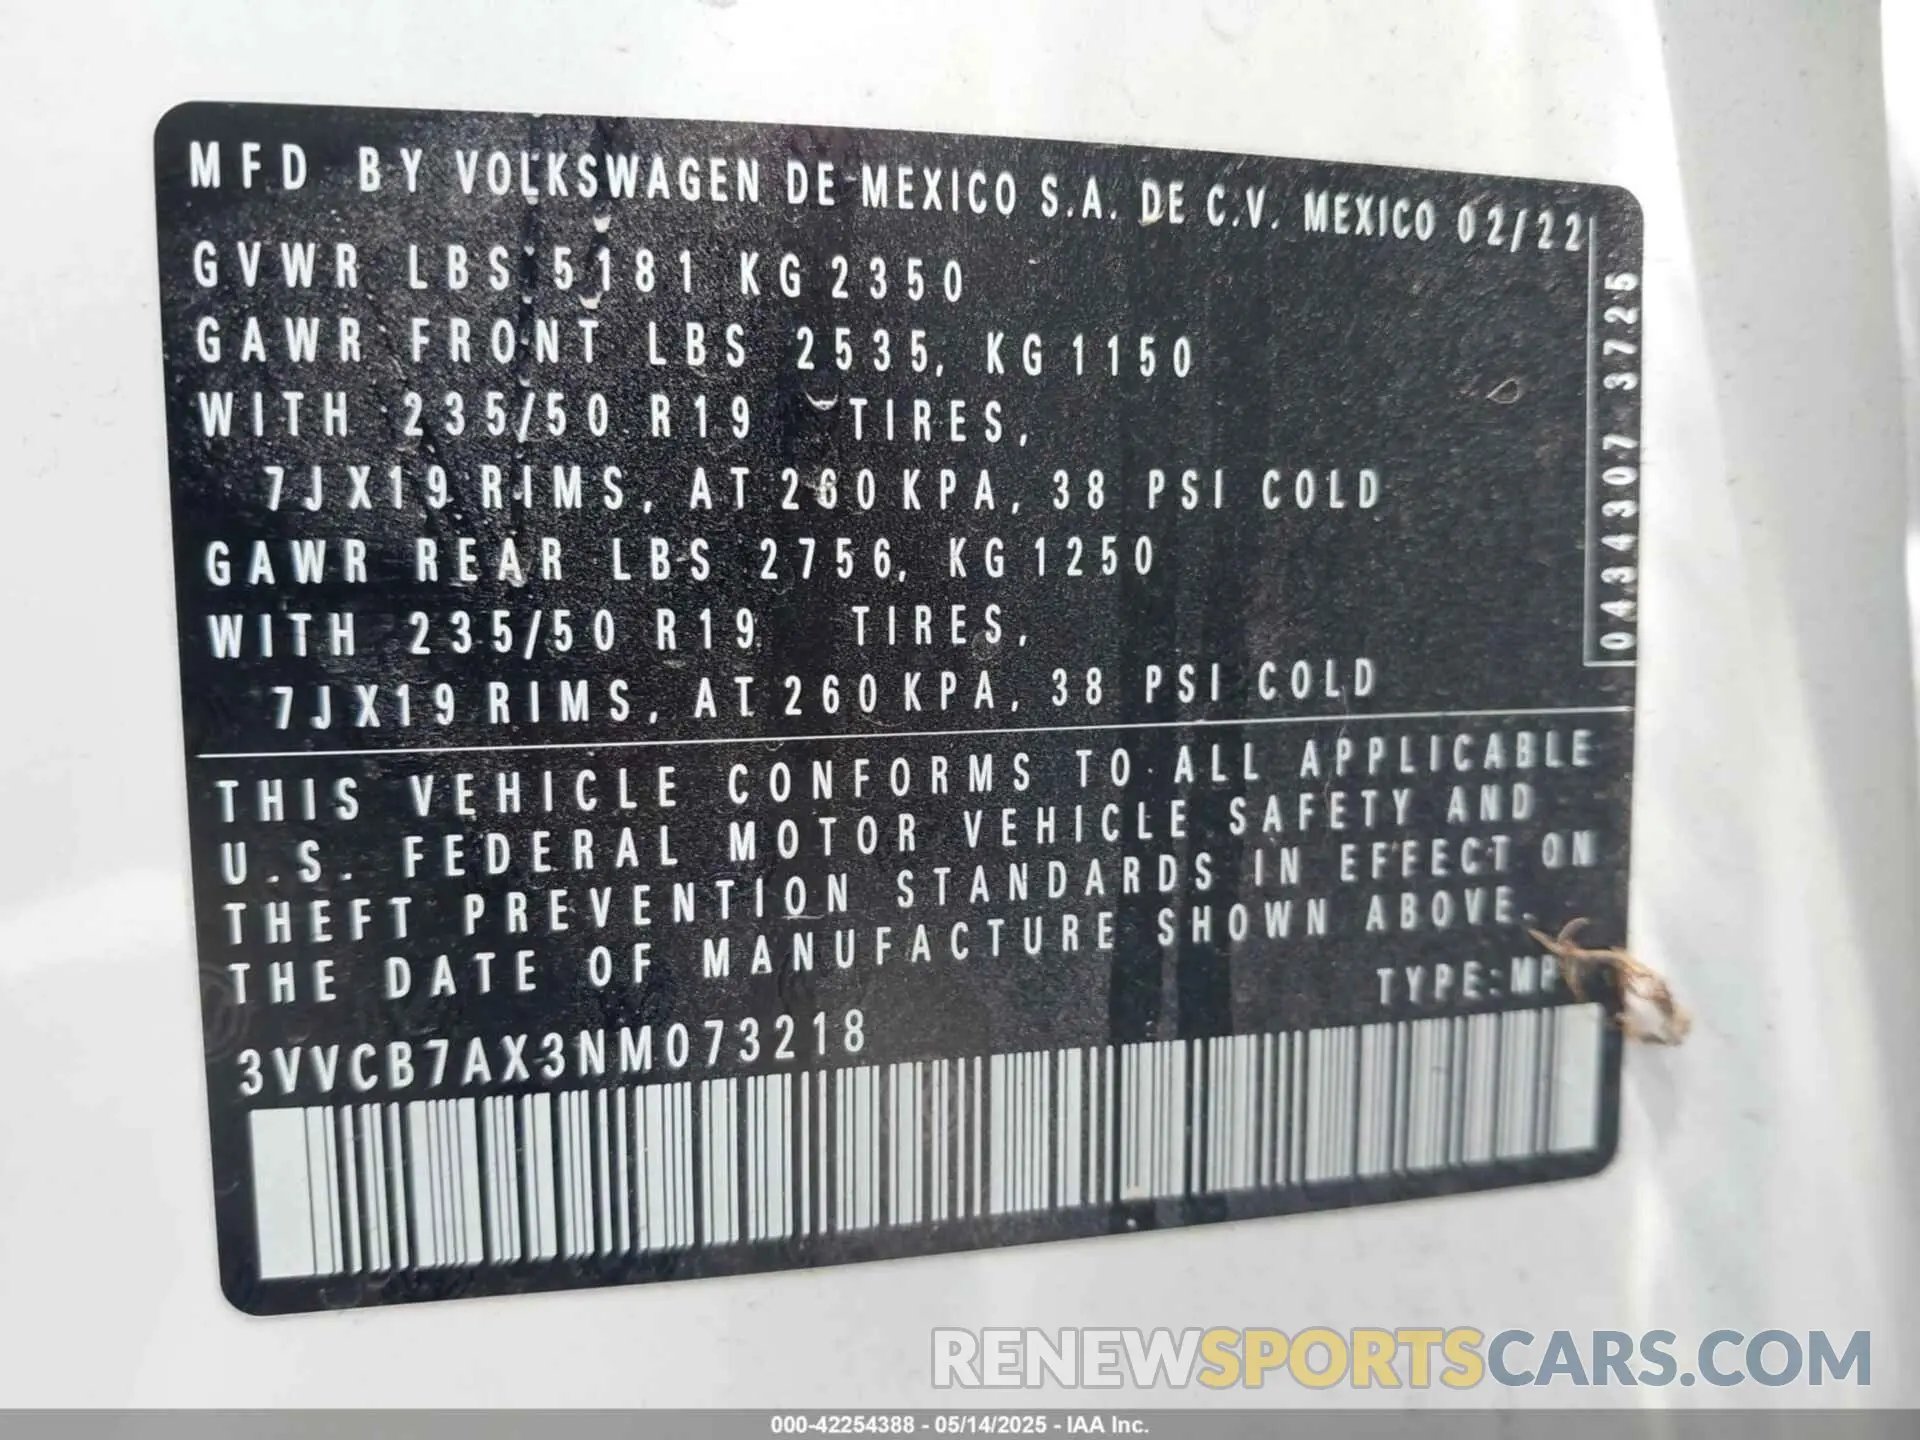 MFD BY VOLKSWAGEN DE MEXICO S.A. DE C.V. MEXICO 02/22
GVWR LBS 5181 KG 2350
GAWR FRONT LBS 2535, KG 1150
WITH 235/50 R19 TIRES,
7JX19 RIMS, AT 260 KPA, 38 PSI COLD
GAWR REAR LBS 2756, KG 1250
WITH 235/50 R19 TIRES,
7JX19 RIMS, AT 260 KPA, 38 PSI COLD
0434307 3725
THIS VEHICLE CONFORMS TO ALL APPLICABLE
U.S. FEDERAL MOTOR VEHICLE SAFETY AND
THEFT PREVENTION STANDARDS IN EFFECT ON
THE DATE OF MANUFACTURE SHOWN ABOVE.
TYPE: MP
3VVCB7AX3NM073218
RENEWSPORTSCARS.COM
000-42254388 - 05/14/2025 - IAA Inc.